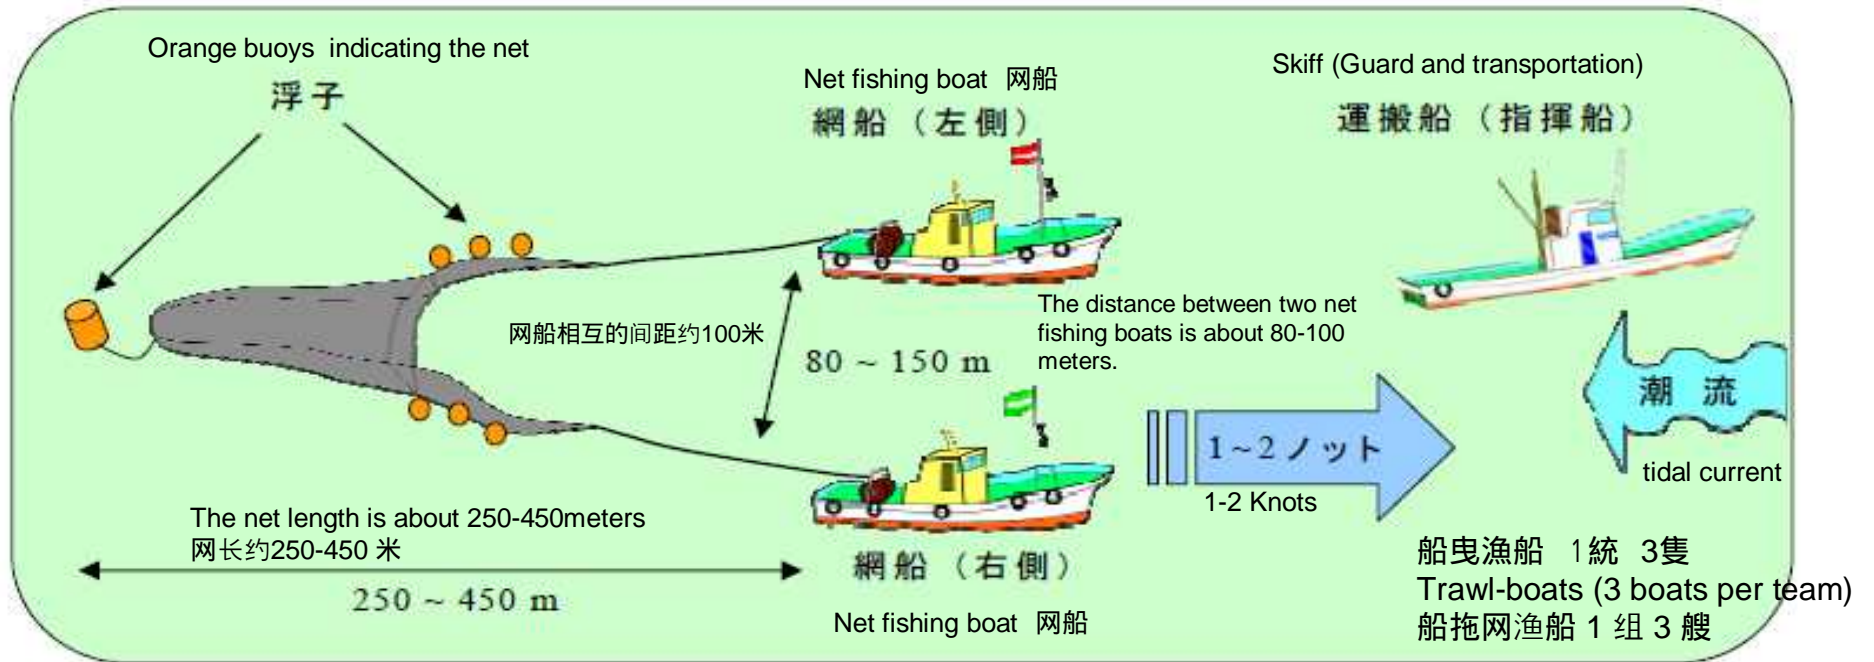 Orange buoys indicating the net
浮子
Net fishing boat 网船
綱船（左側）
Skiff (Guard and transportation)
運搬船（指揮船）
网船相互的间距约100米
80 ~ 150 m
The distance between two net
fishing boats is about 80-100
meters.
潮 流
tidal current
1~2 ノット
1-2 Knots
The net length is about 250-450meters
网长约250-450 米
250 ~ 450 m
綱船（右側）
Net fishing boat 网船
船曳漁船 1統 3隻
Trawl-boats (3 boats per team)
船拖网渔船 1 组 3 艘